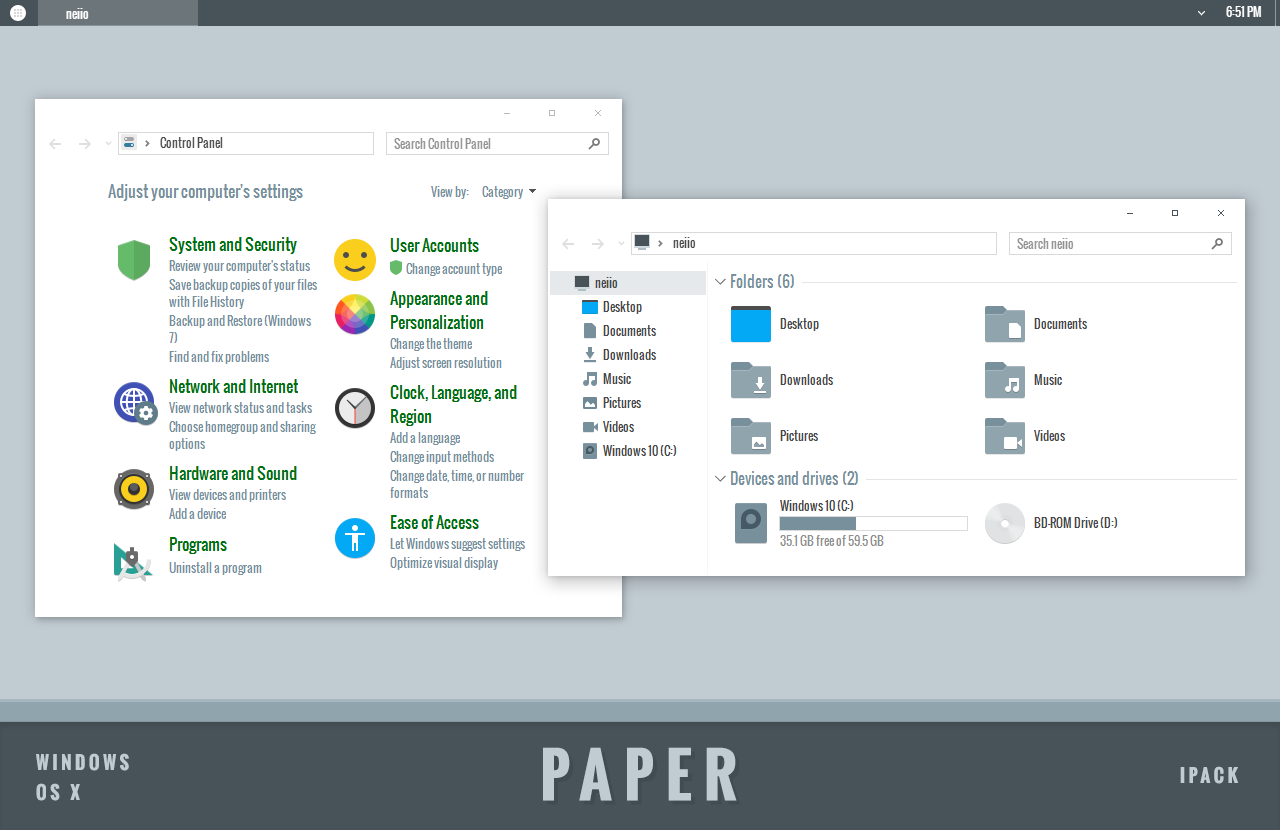 neiio
6:51 PM
Control Panel
Search Control Panel
Adjust your computer's settings
View by: Category
System and Security
Review your computer's status
Save backup copies of your files
with File History
Backup and Restore (Windows
7)
Find and fix problems
Network and Internet
View network status and tasks
Choose homegroup and sharing
options
Hardware and Sound
View devices and printers
Add a device
Programs
Uninstall a program
User Accounts
Change account type
Appearance and
Personalization
Change the theme
Adjust screen resolution
Clock, Language, and
Region
Add a language
Change input methods
Change date, time, or number
formats
Ease of Access
Let Windows suggest settings
Optimize visual display
neiio
Search neiio
neiio
Desktop
Documents
Downloads
Music
Pictures
Videos
Windows 10 (C:)
Folders (6)
Desktop
Documents
Downloads
Music
Pictures
Videos
Devices and drives (2)
Windows 10 (C:)
35.1 GB free of 59.5 GB
BD-ROM Drive (D:)
WINDOWS
OS X
PAPER
IPACK